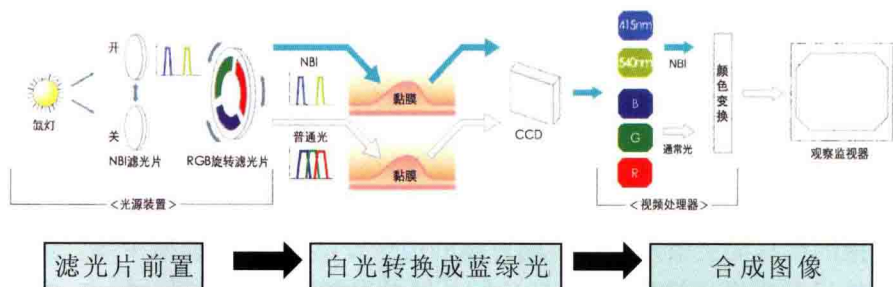 开
氙灯
关
NBI滤光片
RGB旋转滤光片
<光源装置>
NBI
黏膜
普通光
黏膜
CCD
415nm
540nm
NBI
B
G
R
通常光
颜色变换
<视频处理器>
观察监视器
滤光片前置
白光转换成蓝绿光
合成图像